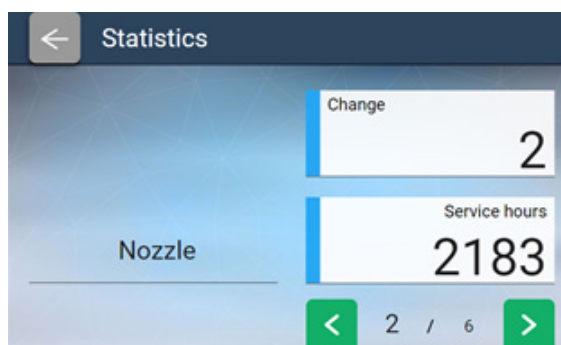 Statistics
Change
2
Service hours
Nozzle
2183
2 / 6